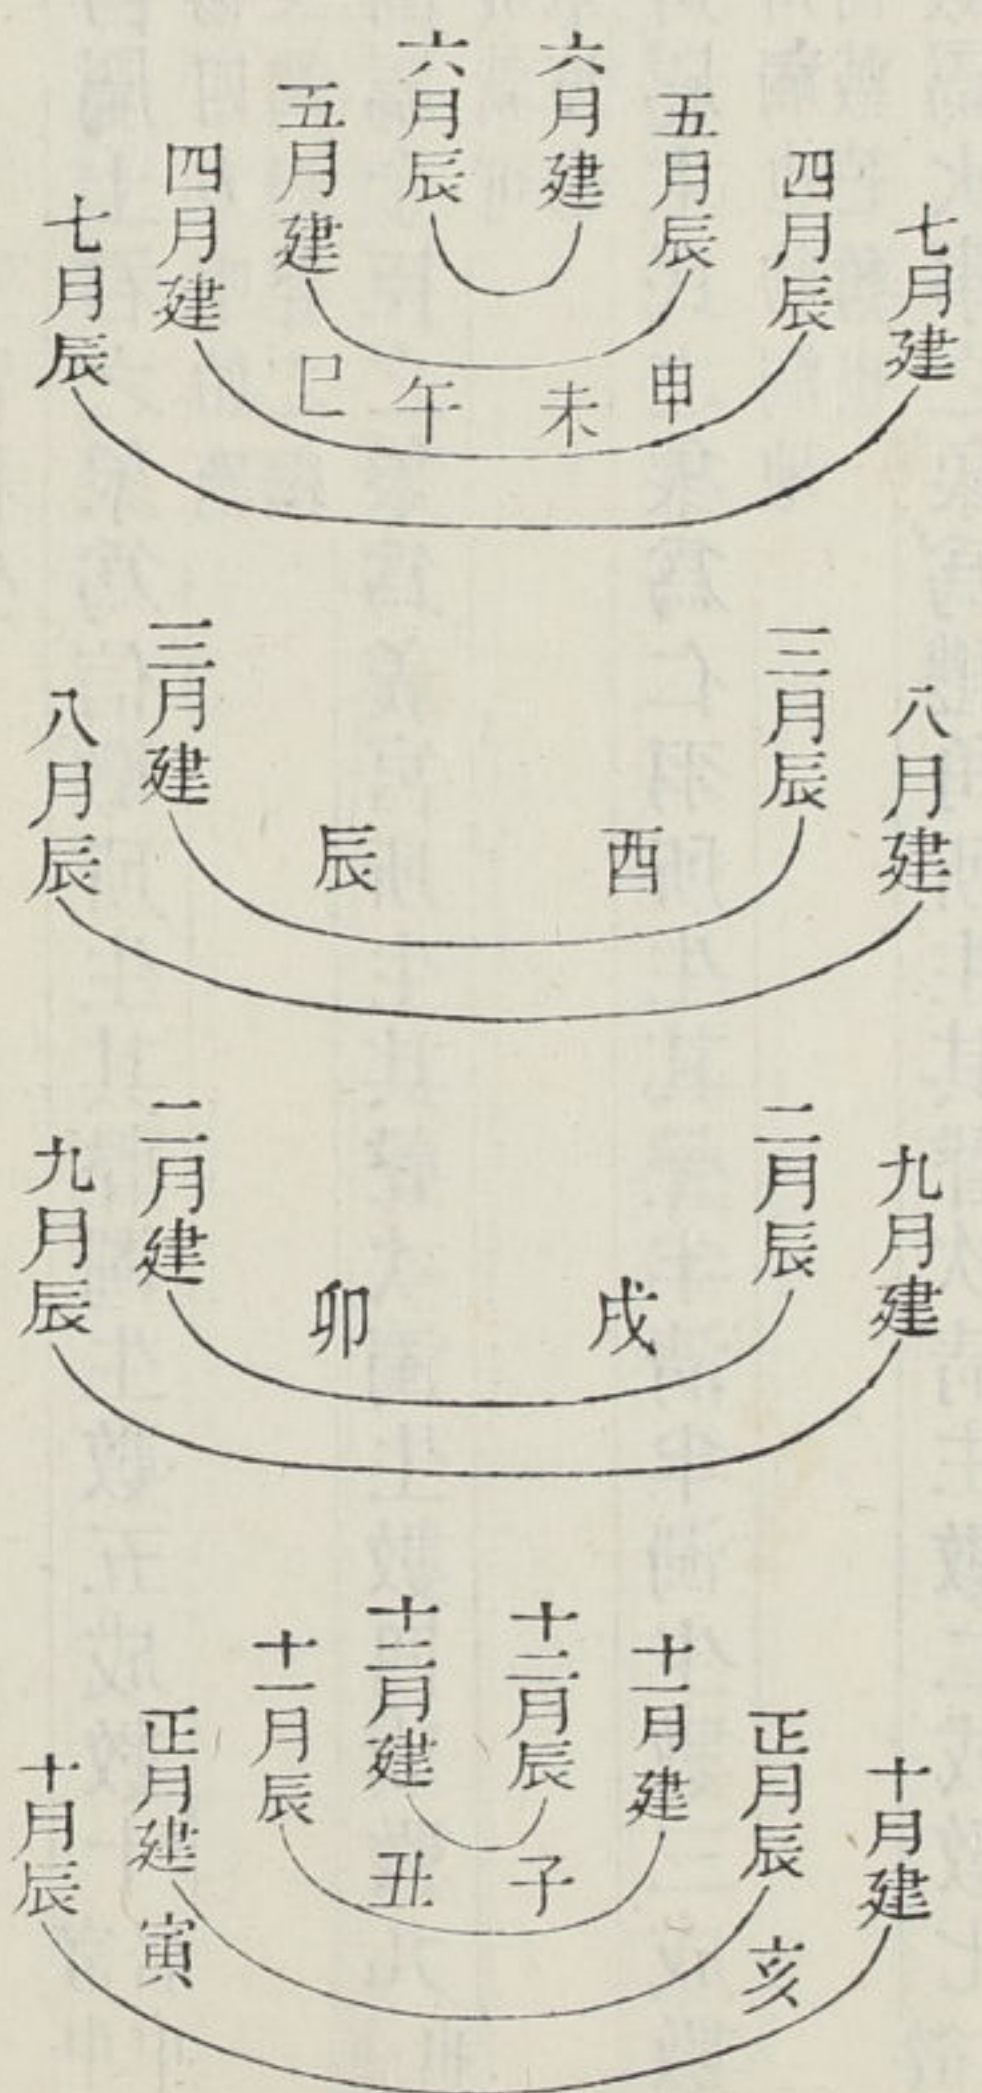 七月建
四月辰
五月辰
六月建
六月辰
五月建
四月建
七月辰
申
未
午
巳
八月建
三月辰
三月建
八月辰
酉
辰
九月建
二月辰
二月建
九月辰
戌
卯
十月建
正月辰
十一月建
十二月辰
十二月建
十一月辰
正月建
十月辰
亥
子
丑
寅